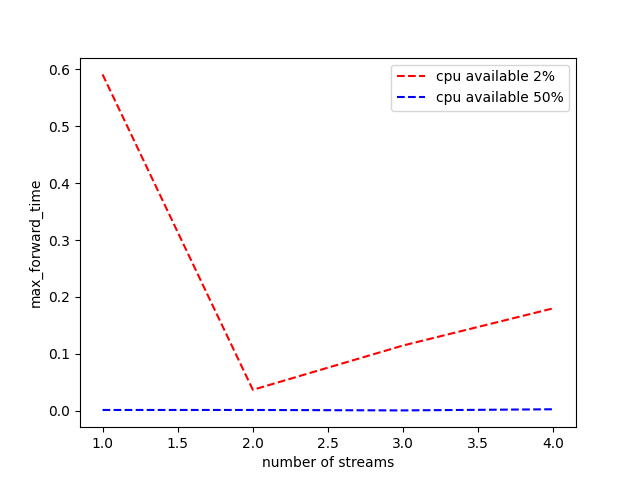 cpu available 2%
cpu available 50%
max_forward_time
0.6
0.5
0.4
0.3
0.2
0.1
0.0
1.0 1.5 2.0 2.5 3.0 3.5 4.0
number of streams